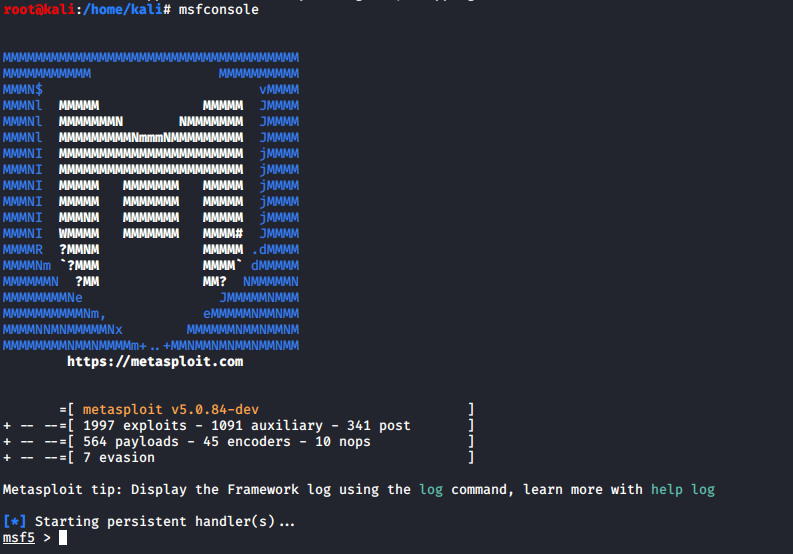 root@kali:/home/kali# msfconsole
MMMMMMMMMMMMMMMMMMMMMMMMMMMMMMMMMMMMM
MMMMMMMMMMM                MMMMMMMMMM
MMMN$                           vMMMM
MMMNl  MMMMM             MMMMM  JMMMM
MMMNl  MMMMMMMN       NMMMMMMM  JMMMM
MMMNl  MMMMMMMMMNmmmNMMMMMMMMM  JMMMM
MMMNI  MMMMMMMMMMMMMMMMMMMMMMM  jMMMM
MMMNI  MMMMMMMMMMMMMMMMMMMMMMM  jMMMM
MMMNI  MMMMM   MMMMMMM   MMMMM  jMMMM
MMMNI  MMMMM   MMMMMMM   MMMMM  jMMMM
MMMNI  MMMNM   MMMMMMM   MMMMM  jMMMM
MMMNI  WMMMM   MMMMMMM   MMMM#  JMMMM
MMMMR  ?MMNM             MMMMM .dMMMM
MMMMNm `?MMM             MMMM` dMMMMM
MMMMMMN  ?MM             MM?  NMMMMMN
MMMMMMMMNe                 JMMMMMNMMM
MMMMMMMMMMNm,            eMMMMMNMMNMM
MMMMNNMNMMMMMNx        MMMMMMNMMNMMNM
MMMMMMMMNMMNMMMMm+..+MMNMMNMNMMNMMNMM
https://metasploit.com
=[ metasploit v5.0.84-dev ]
+ -- --=[ 1997 exploits - 1091 auxiliary - 341 post ]
+ -- --=[ 564 payloads - 45 encoders - 10 nops ]
+ -- --=[ 7 evasion ]
Metasploit tip: Display the Framework log using the log command, learn more with help log
[*] Starting persistent handler(s)...
msf5 >